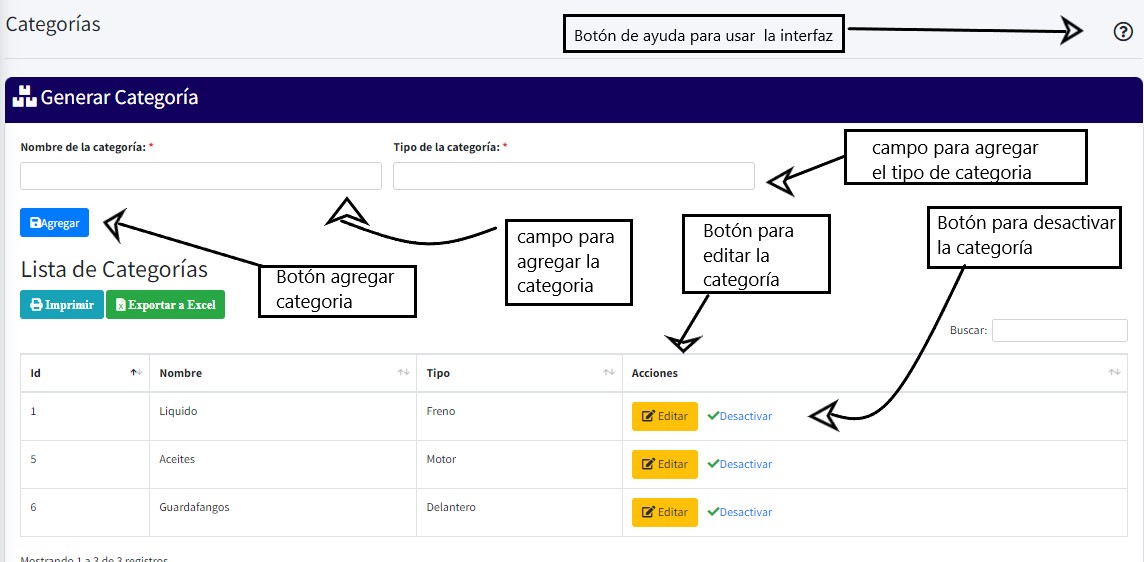 Categorías
Botón de ayuda para usar la interfaz
Generar Categoría
Nombre de la categoría: *
Tipo de la categoría: *
campo para agregar
el tipo de categoria
Agregar
Botón agregar
categoria
campo para
agregar la
categoria
Botón para
editar la
categoría
Botón para desactivar
la categoría
Lista de Categorías
Imprimir
Exportar a Excel
Buscar:
Id Nombre Tipo Acciones
1 Liquido Freno Editar Desactivar
5 Aceites Motor Editar Desactivar
6 Guardafangos Delantero Editar Desactivar
Mostrando 1 a 3 de 3 registros